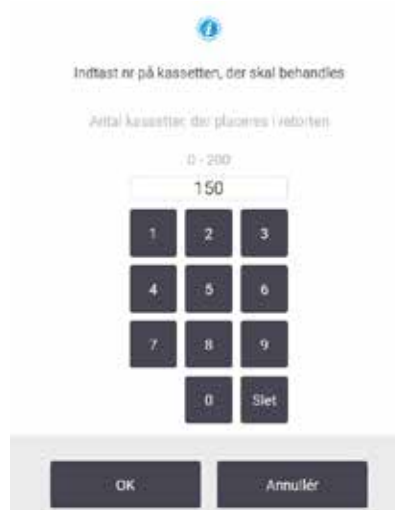 Indtast nr på kassetten, der skal behandles
Antal kassetter, der placeres i retorten
0 - 200
150
1 2 3
4 5 6
7 8 9
0 Slet
OK Annullér